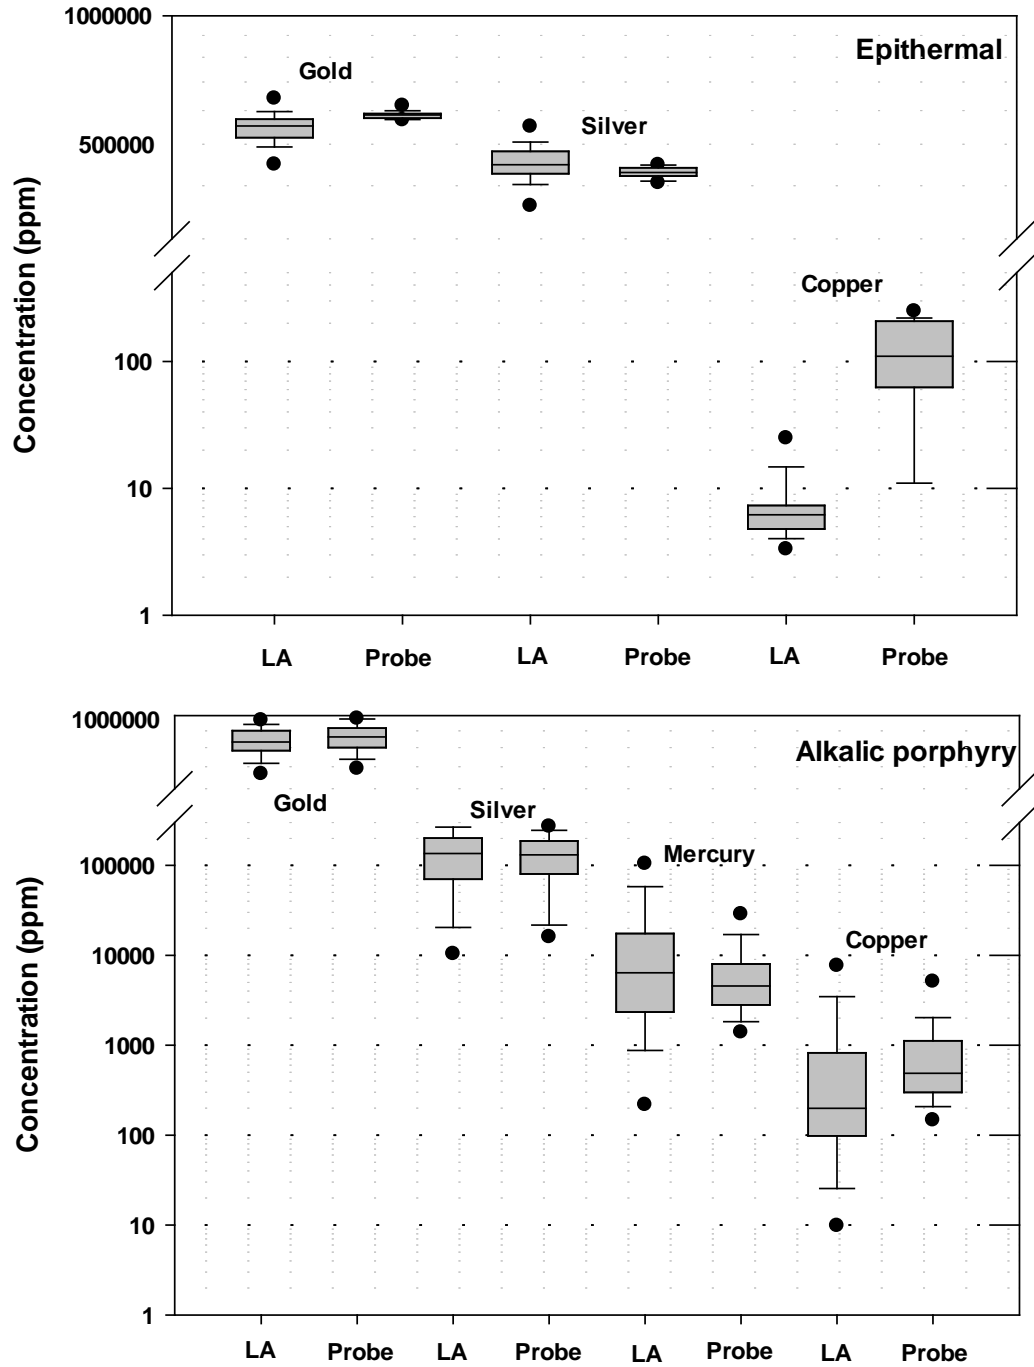 1000000
Epithermal
Gold
Silver
500000
Concentration (ppm)
Copper
100
10
1
LA Probe LA Probe LA Probe
1000000
Alkalic porphyry
Gold
Silver
Mercury
100000
Concentration (ppm)
Copper
10000
1000
100
10
1
LA Probe LA Probe LA Probe LA Probe